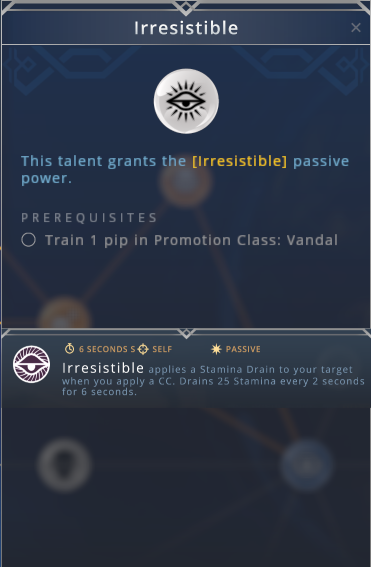 Irresistible
This talent grants the [Irresistible] passive
power.
PREREQUISITES
Train 1 pip in Promotion Class: Vandal
6 SECONDS S SELF PASSIVE
Irresistible applies a Stamina Drain to your target
when you apply a CC. Drains 25 Stamina every 2 seconds
for 6 seconds.